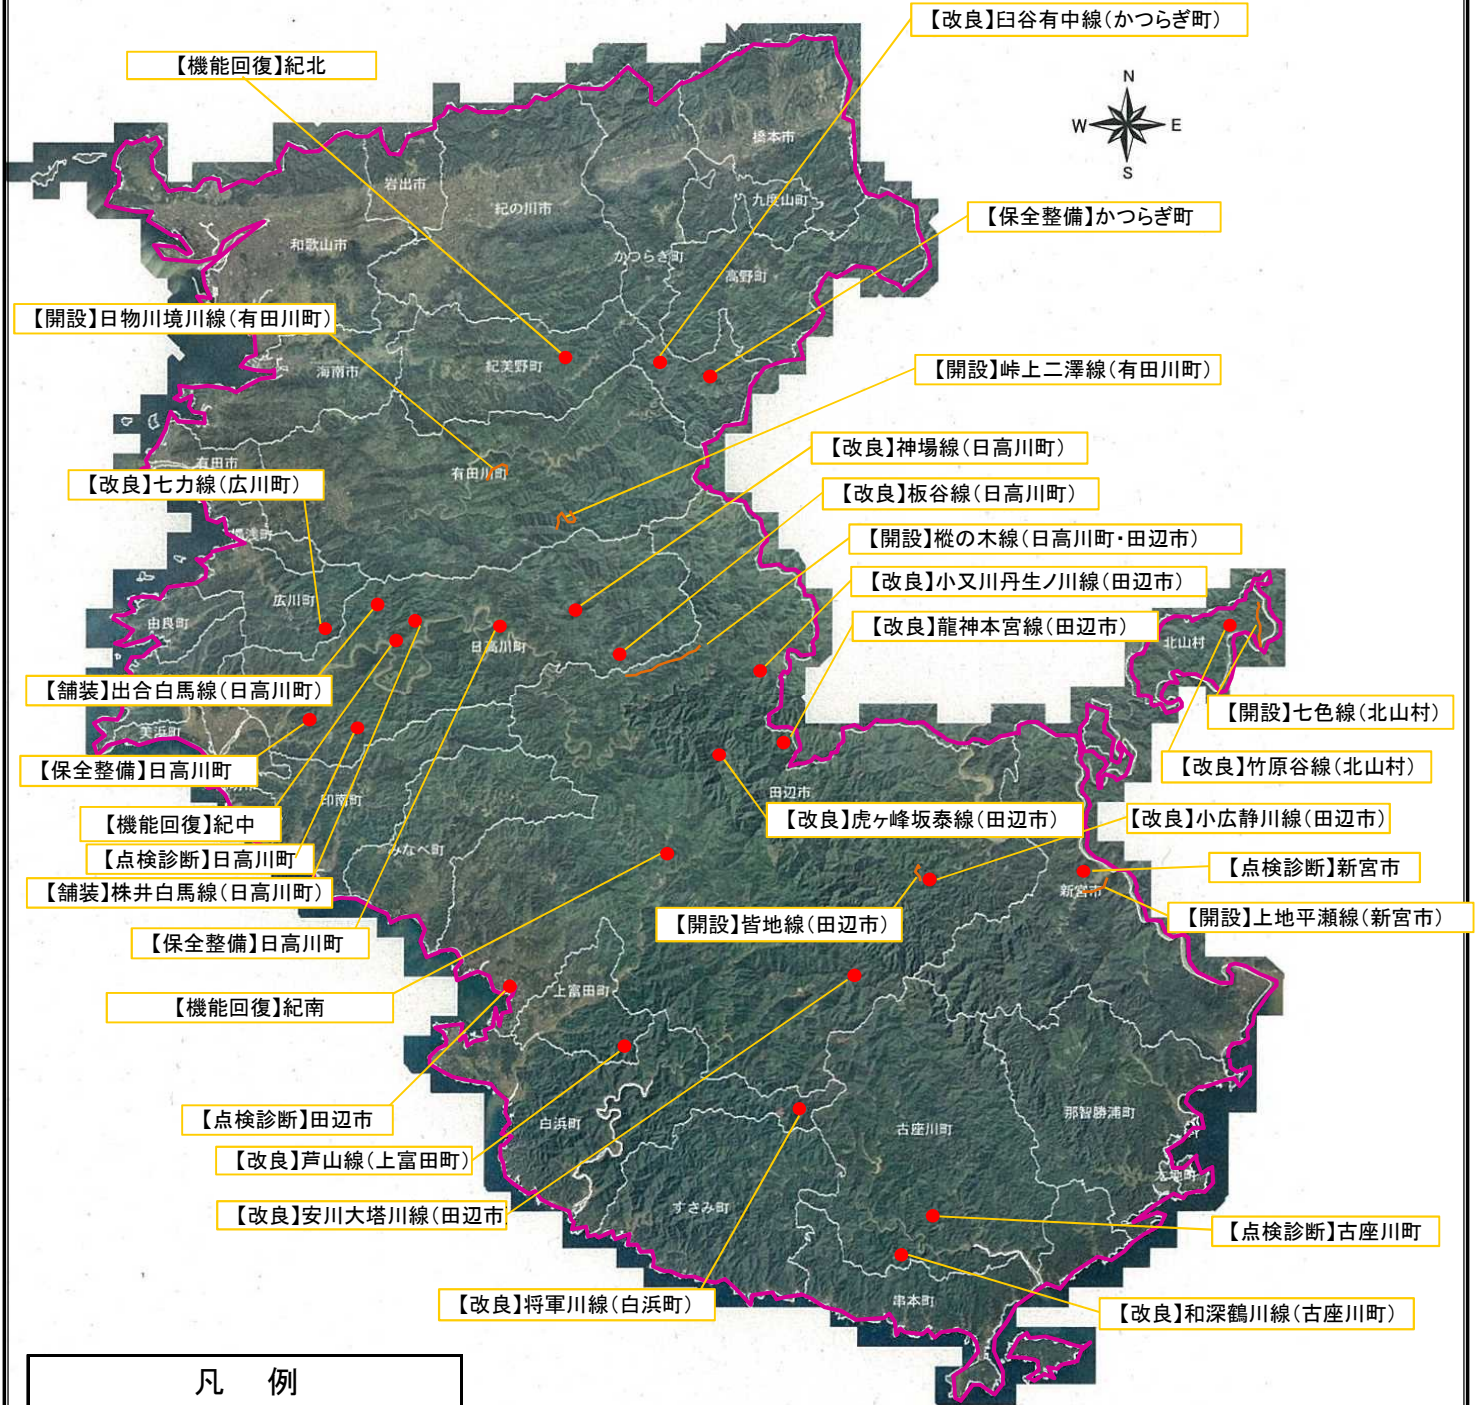 【改良】臼谷有中線(かつらぎ町)
【機能回復】紀北
N
W
E
S
橋本市
岩出市
紀の川市
九度山町
【保全整備】かつらぎ町
和歌山市
かつらぎ町
高野町
【開設】日物川境川線(有田川町)
海南市
紀美野町
【開設】峠上二澤線(有田川町)
【改良】神場線(日高川町)
有田市
有田川町
【改良】七力線(広川町)
【改良】板谷線(日高川町)
【開設】樅の木線(日高川町・田辺市)
【改良】小又川丹生ノ川線(田辺市)
広川町
由良町
【改良】龍神本宮線(田辺市)
北山村
日高川町
【舗装】出合白馬線(日高川町)
【開設】七色線(北山村)
美浜町
【保全整備】日高川町
【改良】竹原谷線(北山村)
田辺市
印南町
【機能回復】紀中
【改良】虎ヶ峰坂泰線(田辺市)
【改良】小広静川線(田辺市)
みなべ町
【点検診断】日高川町
【点検診断】新宮市
【舗装】株井白馬線(日高川町)
新宮市
【開設】皆地線(田辺市)
【開設】上地平瀬線(新宮市)
【保全整備】日高川町
上富田町
【機能回復】紀南
【点検診断】田辺市
白浜町
那智勝浦町
古座川町
【改良】芦山線(上富田町)
太地町
すさみ町
【改良】安川大塔川線(田辺市
【点検診断】古座川町
【改良】将軍川線(白浜町)
串本町
【改良】和深鶴川線(古座川町)
凡 例